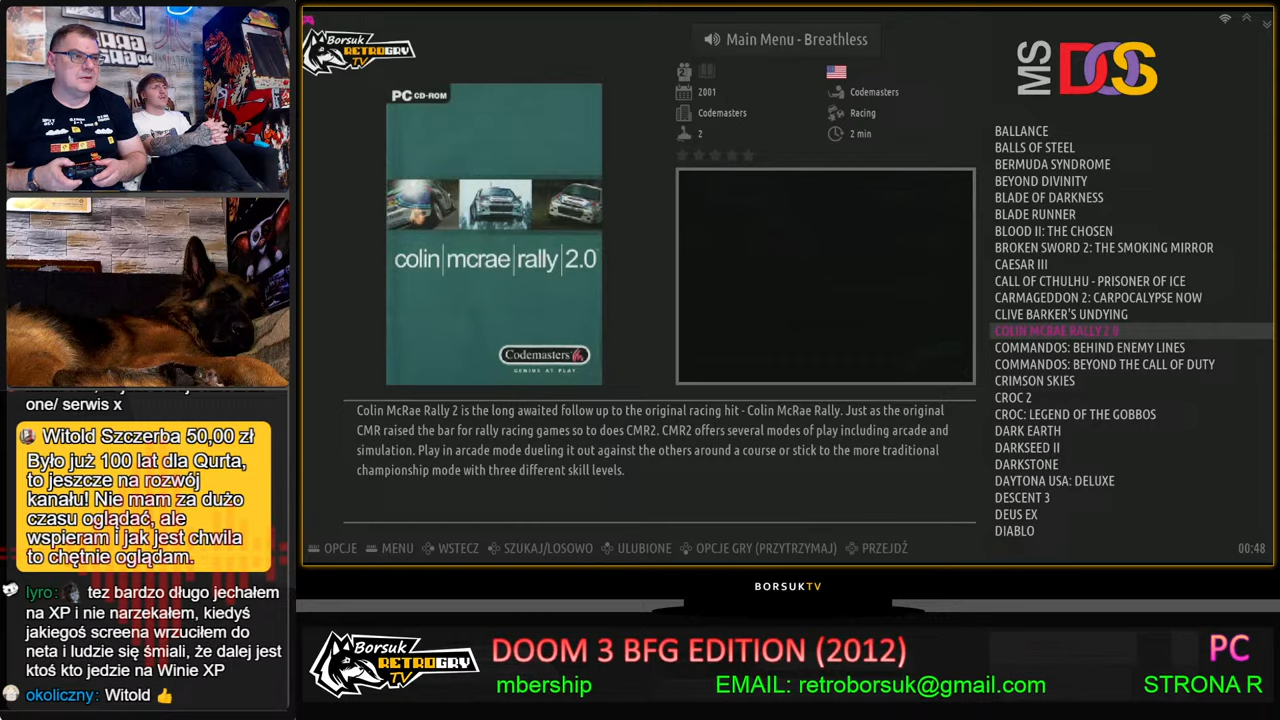 Borsuk
RETROGRY
TV
Main Menu - Breathless
MS
DOS
PC CD-ROM
colin|mcrae|rally|2.0
Codemasters
GENIUS AT PLAY
2
2001
Codemasters
Codemasters
Racing
2
2 min
BALLANCE
BALLS OF STEEL
BERMUDA SYNDROME
BEYOND DIVINITY
BLADE OF DARKNESS
BLADE RUNNER
BLOOD II: THE CHOSEN
BROKEN SWORD 2: THE SMOKING MIRROR
CAESAR III
CALL OF CTHULHU - PRISONER OF ICE
CARMAGEDDON 2: CARPOCALYPSE NOW
CLIVE BARKER'S UNDYING
COLIN MCRAE RALLY 2 0
COMMANDOS: BEHIND ENEMY LINES
COMMANDOS: BEYOND THE CALL OF DUTY
CRIMSON SKIES
CROC 2
CROC: LEGEND OF THE GOBBOS
DARK EARTH
DARKSEED II
DARKSTONE
DAYTONA USA: DELUXE
DESCENT 3
DEUS EX
DIABLO
Colin McRae Rally 2 is the long awaited follow up to the original racing hit - Colin McRae Rally. Just as the original
CMR raised the bar for rally racing games so to does CMR2. CMR2 offers several modes of play including arcade and
simulation. Play in arcade mode dueling it out against the others around a course or stick to the more traditional
championship mode with three different skill levels.
OPCJE MENU WSTECZ SZUKAJ/LOSOWO ULUBIONE OPCJE GRY (PRZYTRZYMAJ) PRZEJDŹ
00:48
one/ serwis x
Witold Szczerba 50,00 zł
Było już 100 lat dla Qurta,
to jeszcze na rozwój
kanału! Nie mam za dużo
czasu oglądać, ale
wspieram i jak jest chwila
to chętnie oglądam.
lyro: tez bardzo długo jechałem
na XP i nie narzekałem, kiedyś
jakiegoś screena wrzuciłem do
neta i ludzie się śmiali, że dalej jest
ktoś kto jedzie na Winie XP
okoliczny: Witold
BORSUKTV
Borsuk
RETROGRY
TV
DOOM 3 BFG EDITION (2012)
PC
mbership EMAIL: retroborsuk@gmail.com STRONA R